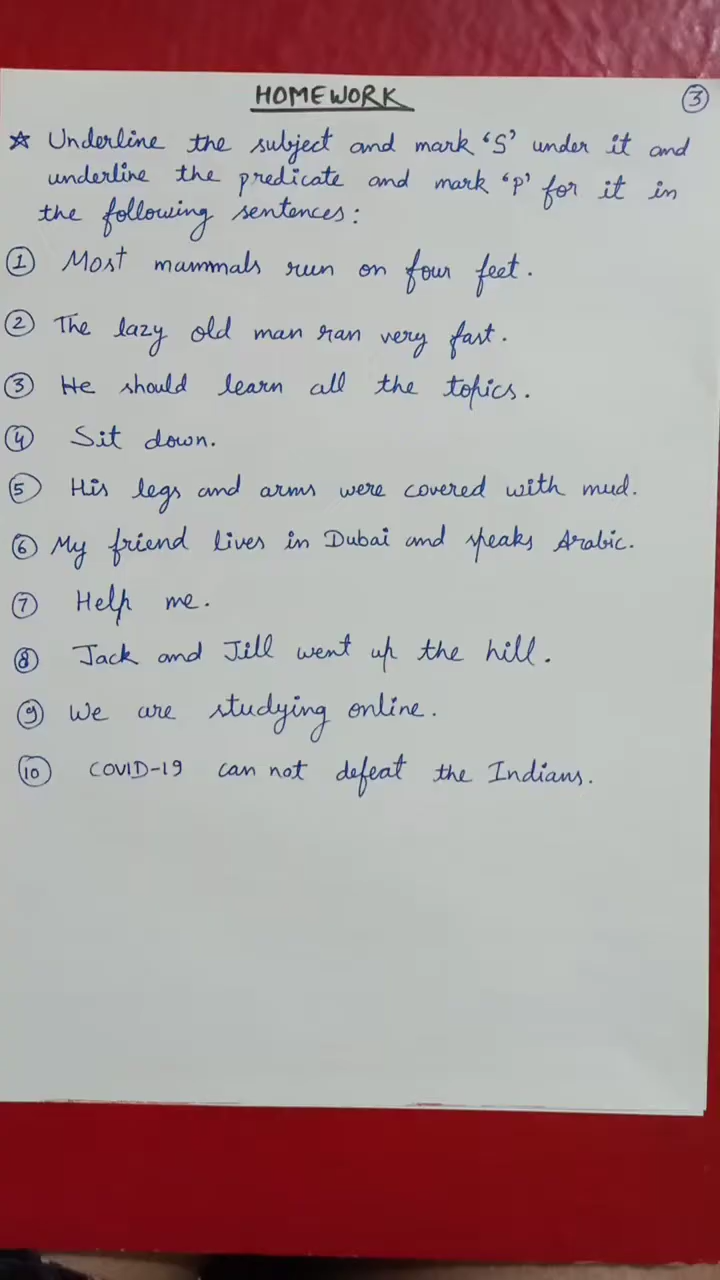 HOMEWORK
3
☆ Underline the subject and mark 'S' under it and
underline the predicate and mark 'P' for it in
the following sentences:
① Most mammals run on four feet.
② The lazy old man ran very fast.
③ He should learn all the topics.
④ Sit down.
⑤ His legs and arms were covered with mud.
⑥ My friend lives in Dubai and speaks Arabic.
⑦ Help me.
⑧ Jack and Jill went up the hill.
⑨ We are studying online.
⑩ COVID-19 can not defeat the Indians.